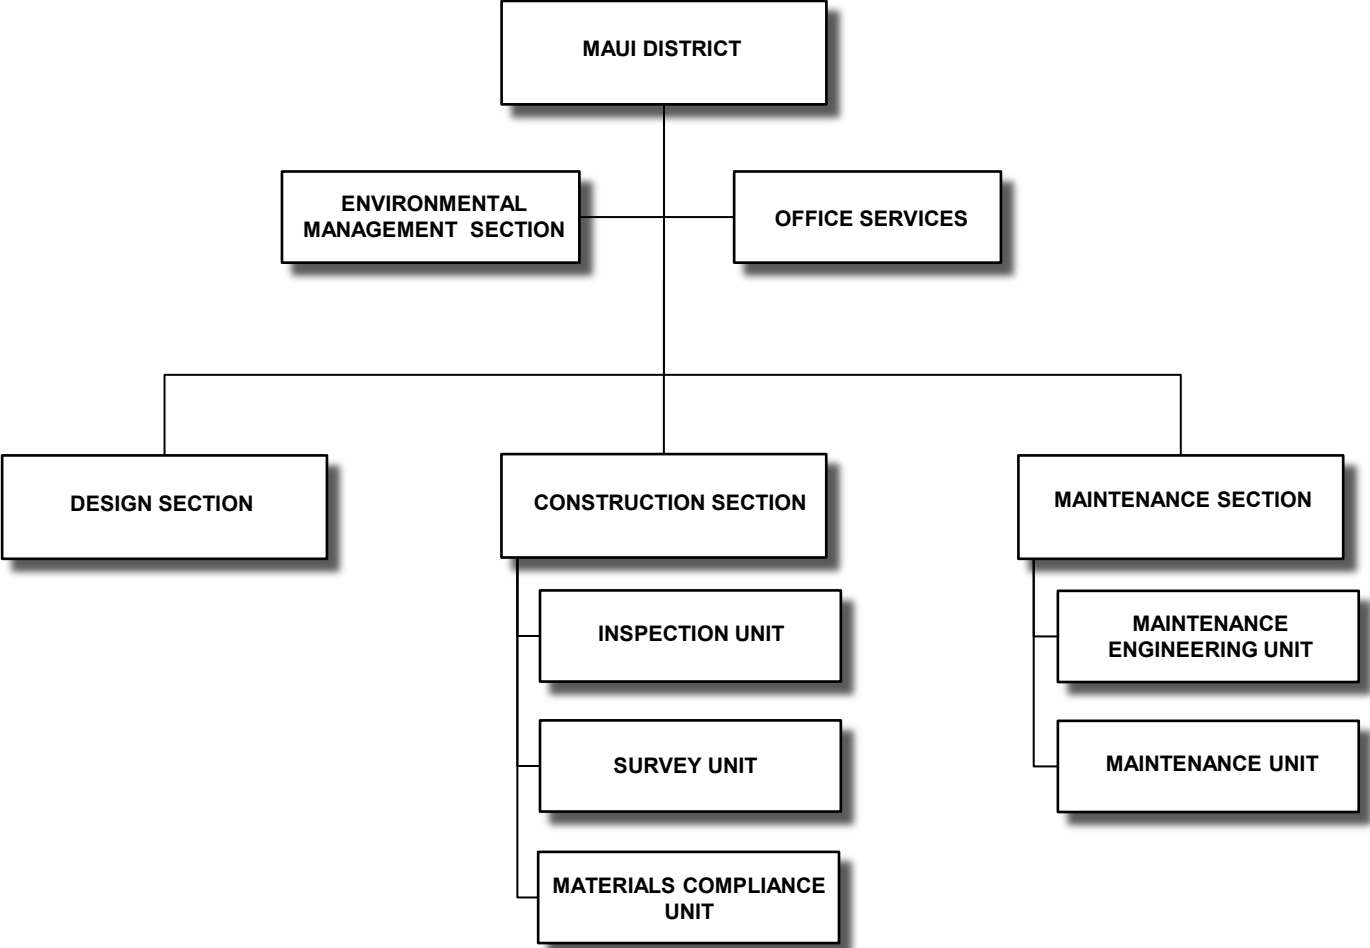 MAUI DISTRICT
ENVIRONMENTAL
MANAGEMENT SECTION
OFFICE SERVICES
DESIGN SECTION
CONSTRUCTION SECTION
MAINTENANCE SECTION
INSPECTION UNIT
MAINTENANCE
ENGINEERING UNIT
SURVEY UNIT
MAINTENANCE UNIT
MATERIALS COMPLIANCE
UNIT